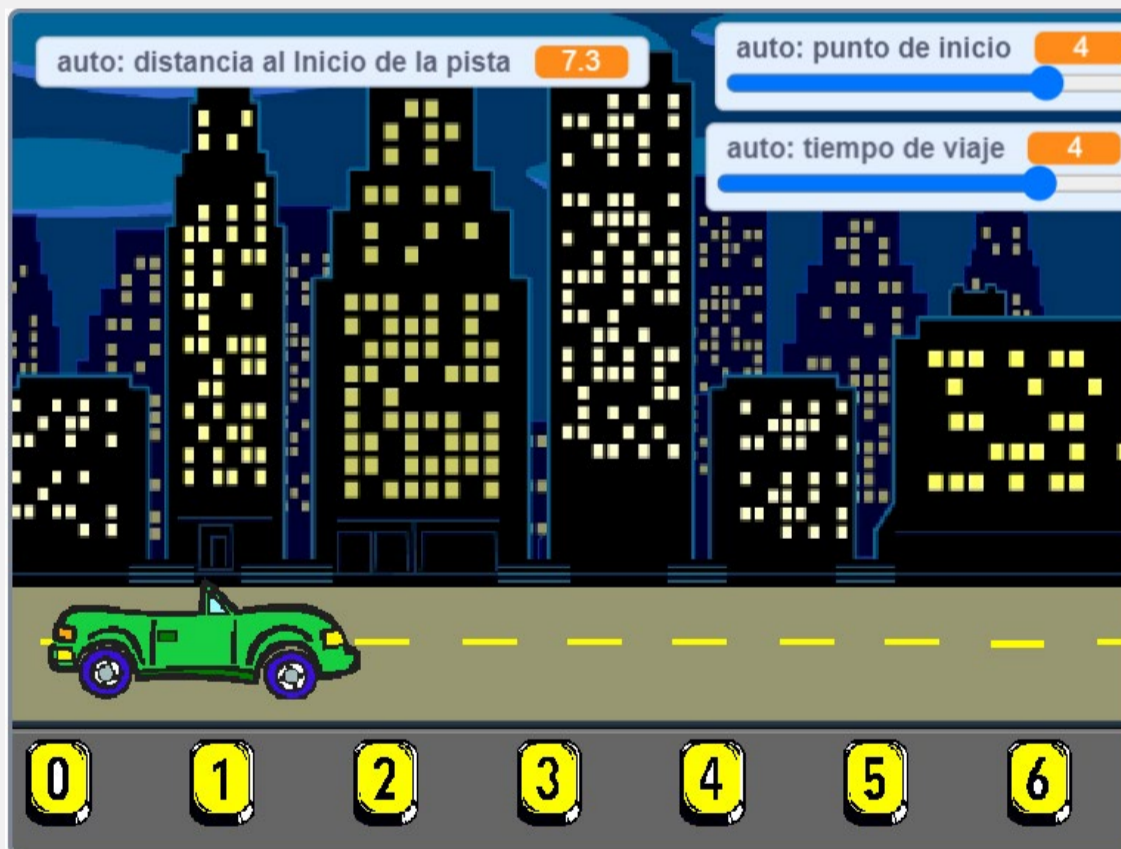 auto: distancia al Inicio de la pista 7.3
auto: punto de inicio 4
auto: tiempo de viaje 4
0 1 2 3 4 5 6